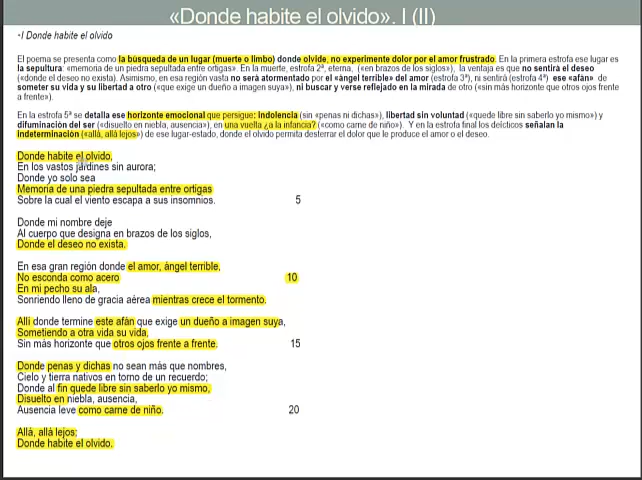 «Donde habite el olvido». I (II)
-I Donde habite el olvido
El poema se presenta como la búsqueda de un lugar (muerte o limbo) donde olvide, no experimente dolor por el amor frustrado. En la primera estrofa ese lugar es
la sepultura: «memoria de un piedra sepultada entre ortigas». En la muerte, estrofa 2ª, eterna, («en brazos de los siglos»), la ventaja es que no sentirá el deseo
(«donde el deseo no exista). Asimismo, en esa región vasta no será atormentado por el «ángel terrible» del amor (estrofa 3ª), ni sentirá (estrofa 4ª) ese «afán» de
someter su vida y su libertad a otro («que exige un dueño a imagen suya»), ni buscar y verse reflejado en la mirada de otro («sin más horizonte que otros ojos frente
a frente»).
En la estrofa 5ª se detalla ese horizonte emocional que persigue: Indolencia (sin «penas ni dichas»), libertad sin voluntad («quede libre sin saberlo yo mismo») y
difuminación del ser («disuelto en niebla, ausencia»), en una vuelta ¿a la infancia? («como carne de niño»). Y en la estrofa final los deícticos señalan la
indeterminación («allá, allá lejos») de ese lugar-estado, donde el olvido permita desterrar el dolor que le produce el amor o el deseo.
Donde habite el olvido,
En los vastos jardines sin aurora;
Donde yo solo sea
Memoria de una piedra sepultada entre ortigas
Sobre la cual el viento escapa a sus insomnios. 5
Donde mi nombre deje
Al cuerpo que designa en brazos de los siglos,
Donde el deseo no exista.
En esa gran región donde el amor, ángel terrible,
No esconda como acero 10
En mi pecho su ala,
Sonriendo lleno de gracia aérea mientras crece el tormento.
Allí donde termine este afán que exige un dueño a imagen suya,
Sometiendo a otra vida su vida,
Sin más horizonte que otros ojos frente a frente. 15
Donde penas y dichas no sean más que nombres,
Cielo y tierra nativos en torno de un recuerdo;
Donde al fin quede libre sin saberlo yo mismo,
Disuelto en niebla, ausencia,
Ausencia leve como carne de niño. 20
Allá, allá lejos;
Donde habite el olvido.